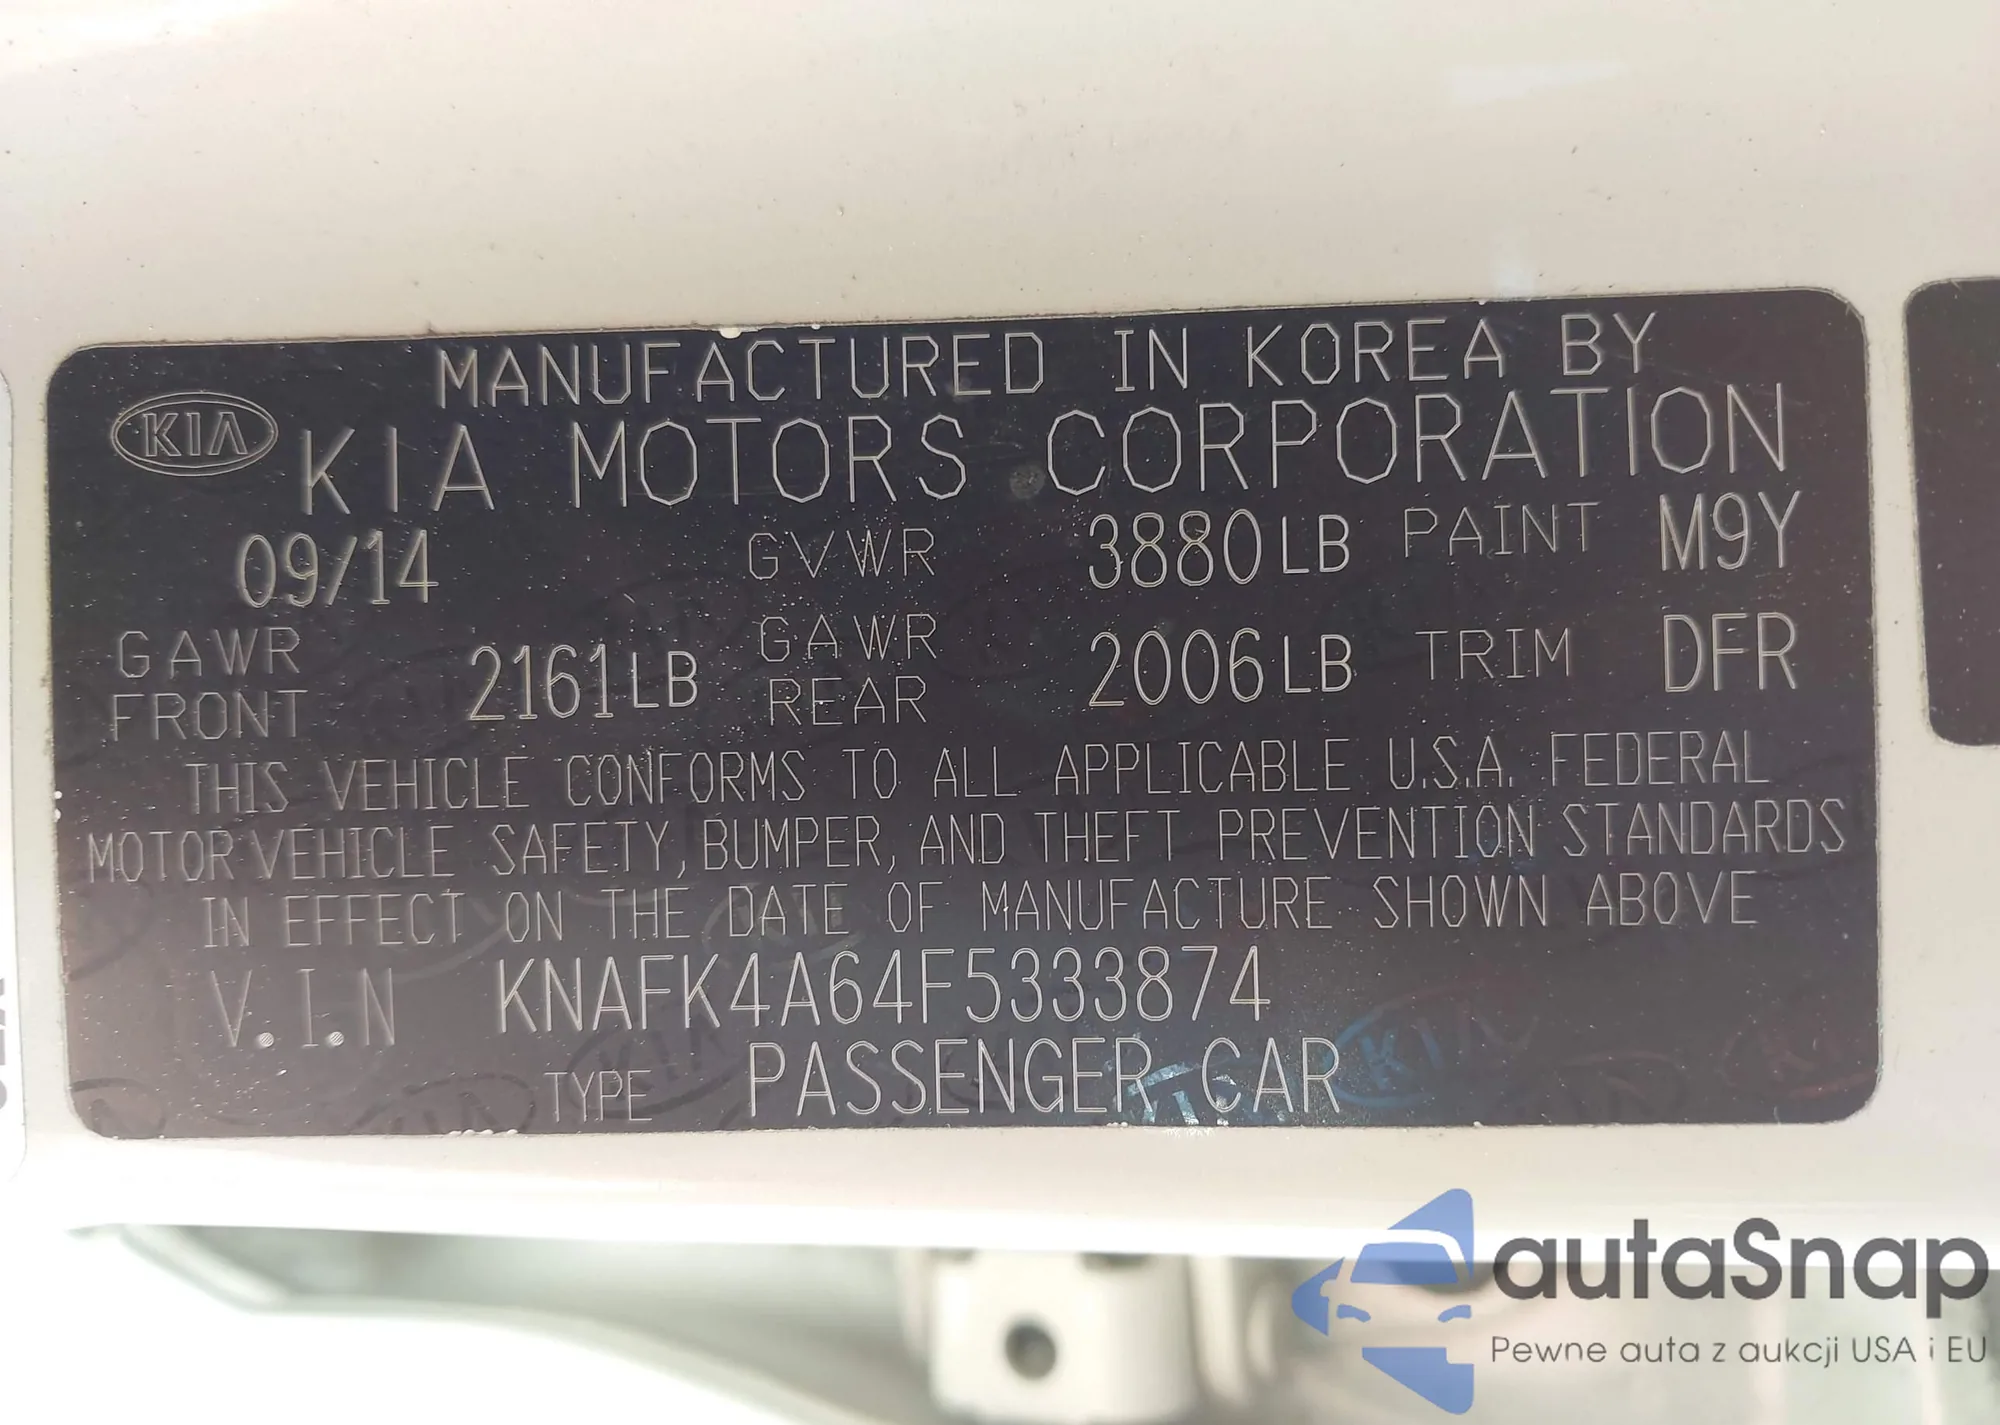 MANUFACTURED IN KOREA BY
KIA
KIA MOTORS CORPORATION
09/14 GVWR 3880LB PAINT M9Y
GAWR FRONT 2161LB GAWR REAR 2006LB TRIM DFR
THIS VEHICLE CONFORMS TO ALL APPLICABLE U.S.A. FEDERAL
MOTOR VEHICLE SAFETY, BUMPER, AND THEFT PREVENTION STANDARDS
IN EFFECT ON THE DATE OF MANUFACTURE SHOWN ABOVE
V.I.N KNAFK4A64F5333874
TYPE PASSENGER CAR
autaSnap
Pewne auta z aukcji USA i EU